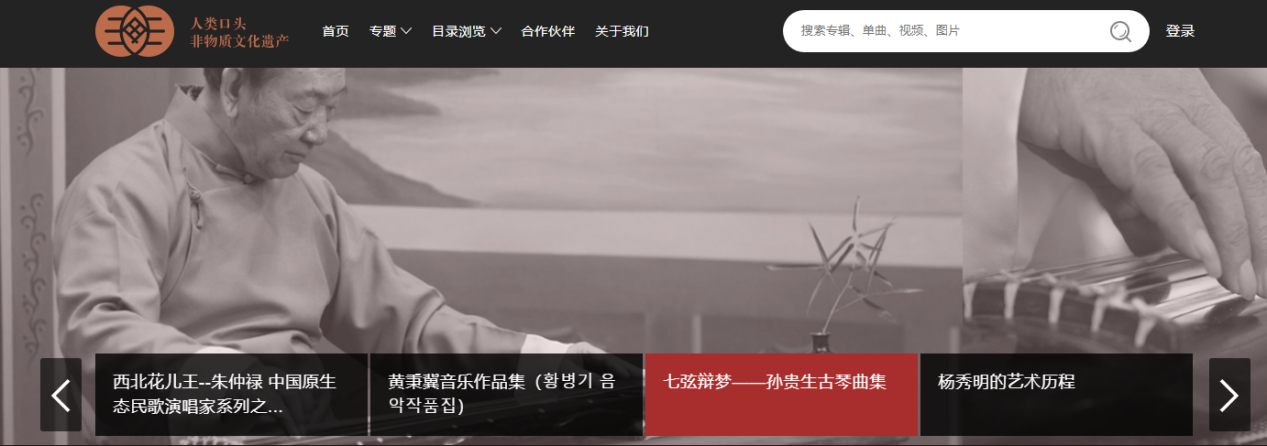 人类口头
非物质文化遗产
首页 专题 目录浏览 合作伙伴 关于我们
搜索专辑、单曲、视频、图片
登录
西北花儿王--朱仲禄 中国原生
态民歌演唱家系列之...
黄秉冀音乐作品集（황병기 음
악작품집）
七弦辩梦——孙贵生古琴曲集
杨秀明的艺术历程